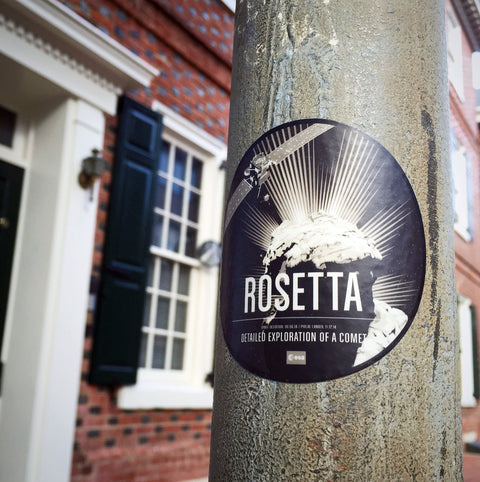 ROSETTA
DETAILED EXPLORATION OF A COMET
esa